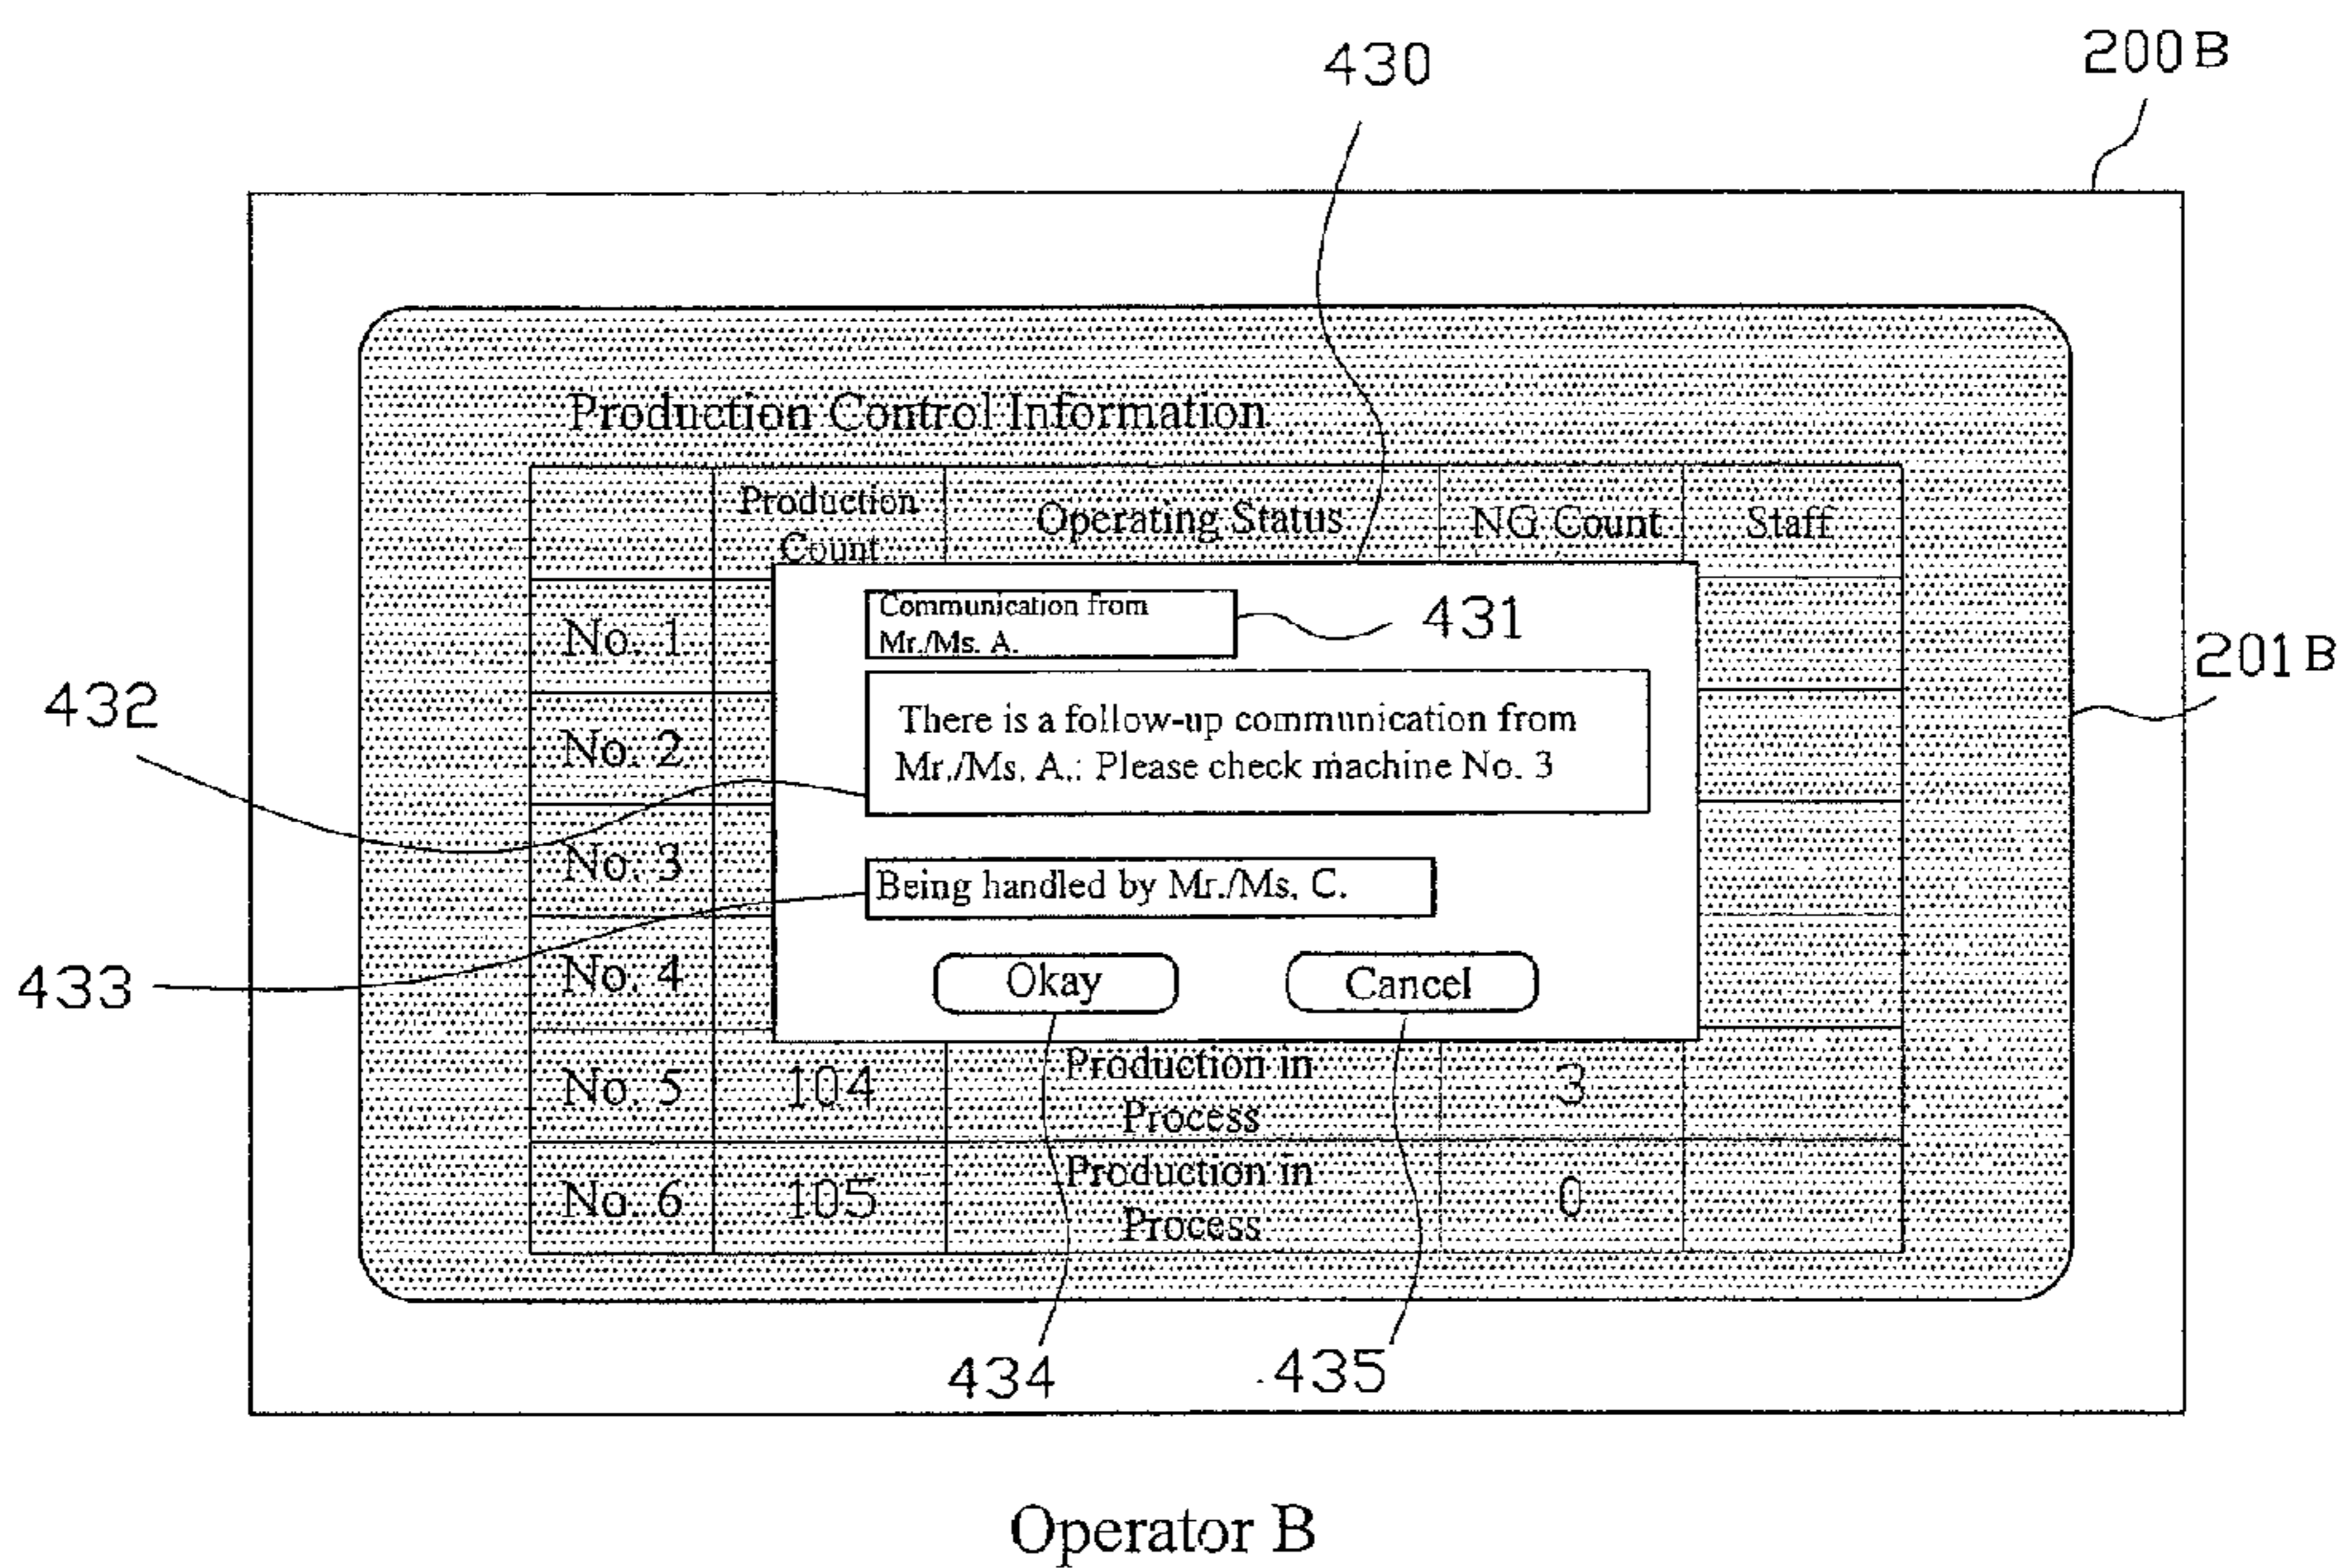 200B
430
Production Control Information
Production
Count
Operating Status
NG Count
Staff
Communication from
Mr./Ms. A.
431
No. 1
201B
432
There is a follow-up communication from
Mr./Ms. A.: Please check machine No. 3
No. 2
No. 3
Being handled by Mr./Ms. C.
433
No. 4
Okay
Cancel
No. 5
104
Production in
Process
3
No. 6
105
Production in
Process
0
434
435
Operator B